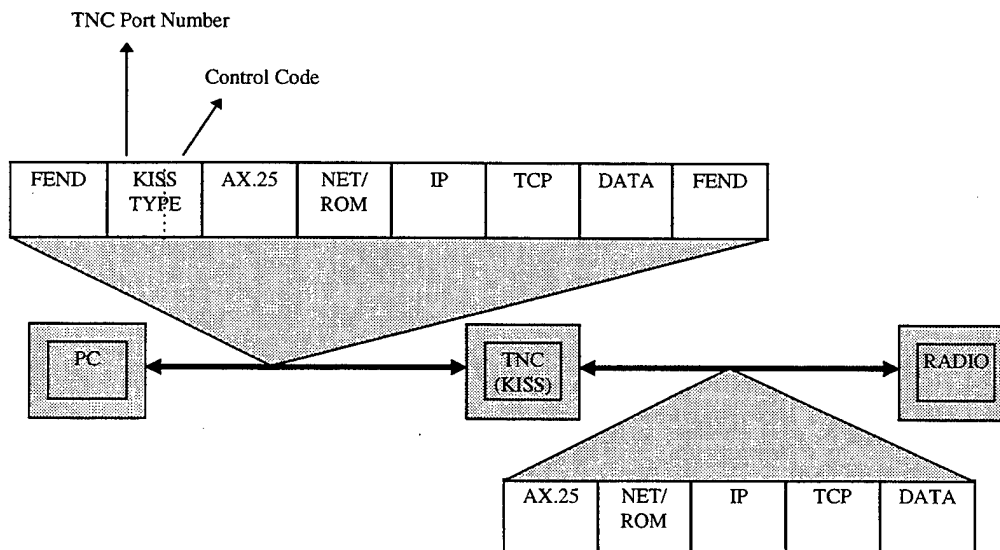 TNC Port Number
Control Code
FEND KISS TYPE AX.25 NET/ROM IP TCP DATA FEND
PC
TNC (KISS)
RADIO
AX.25 NET/ROM IP TCP DATA